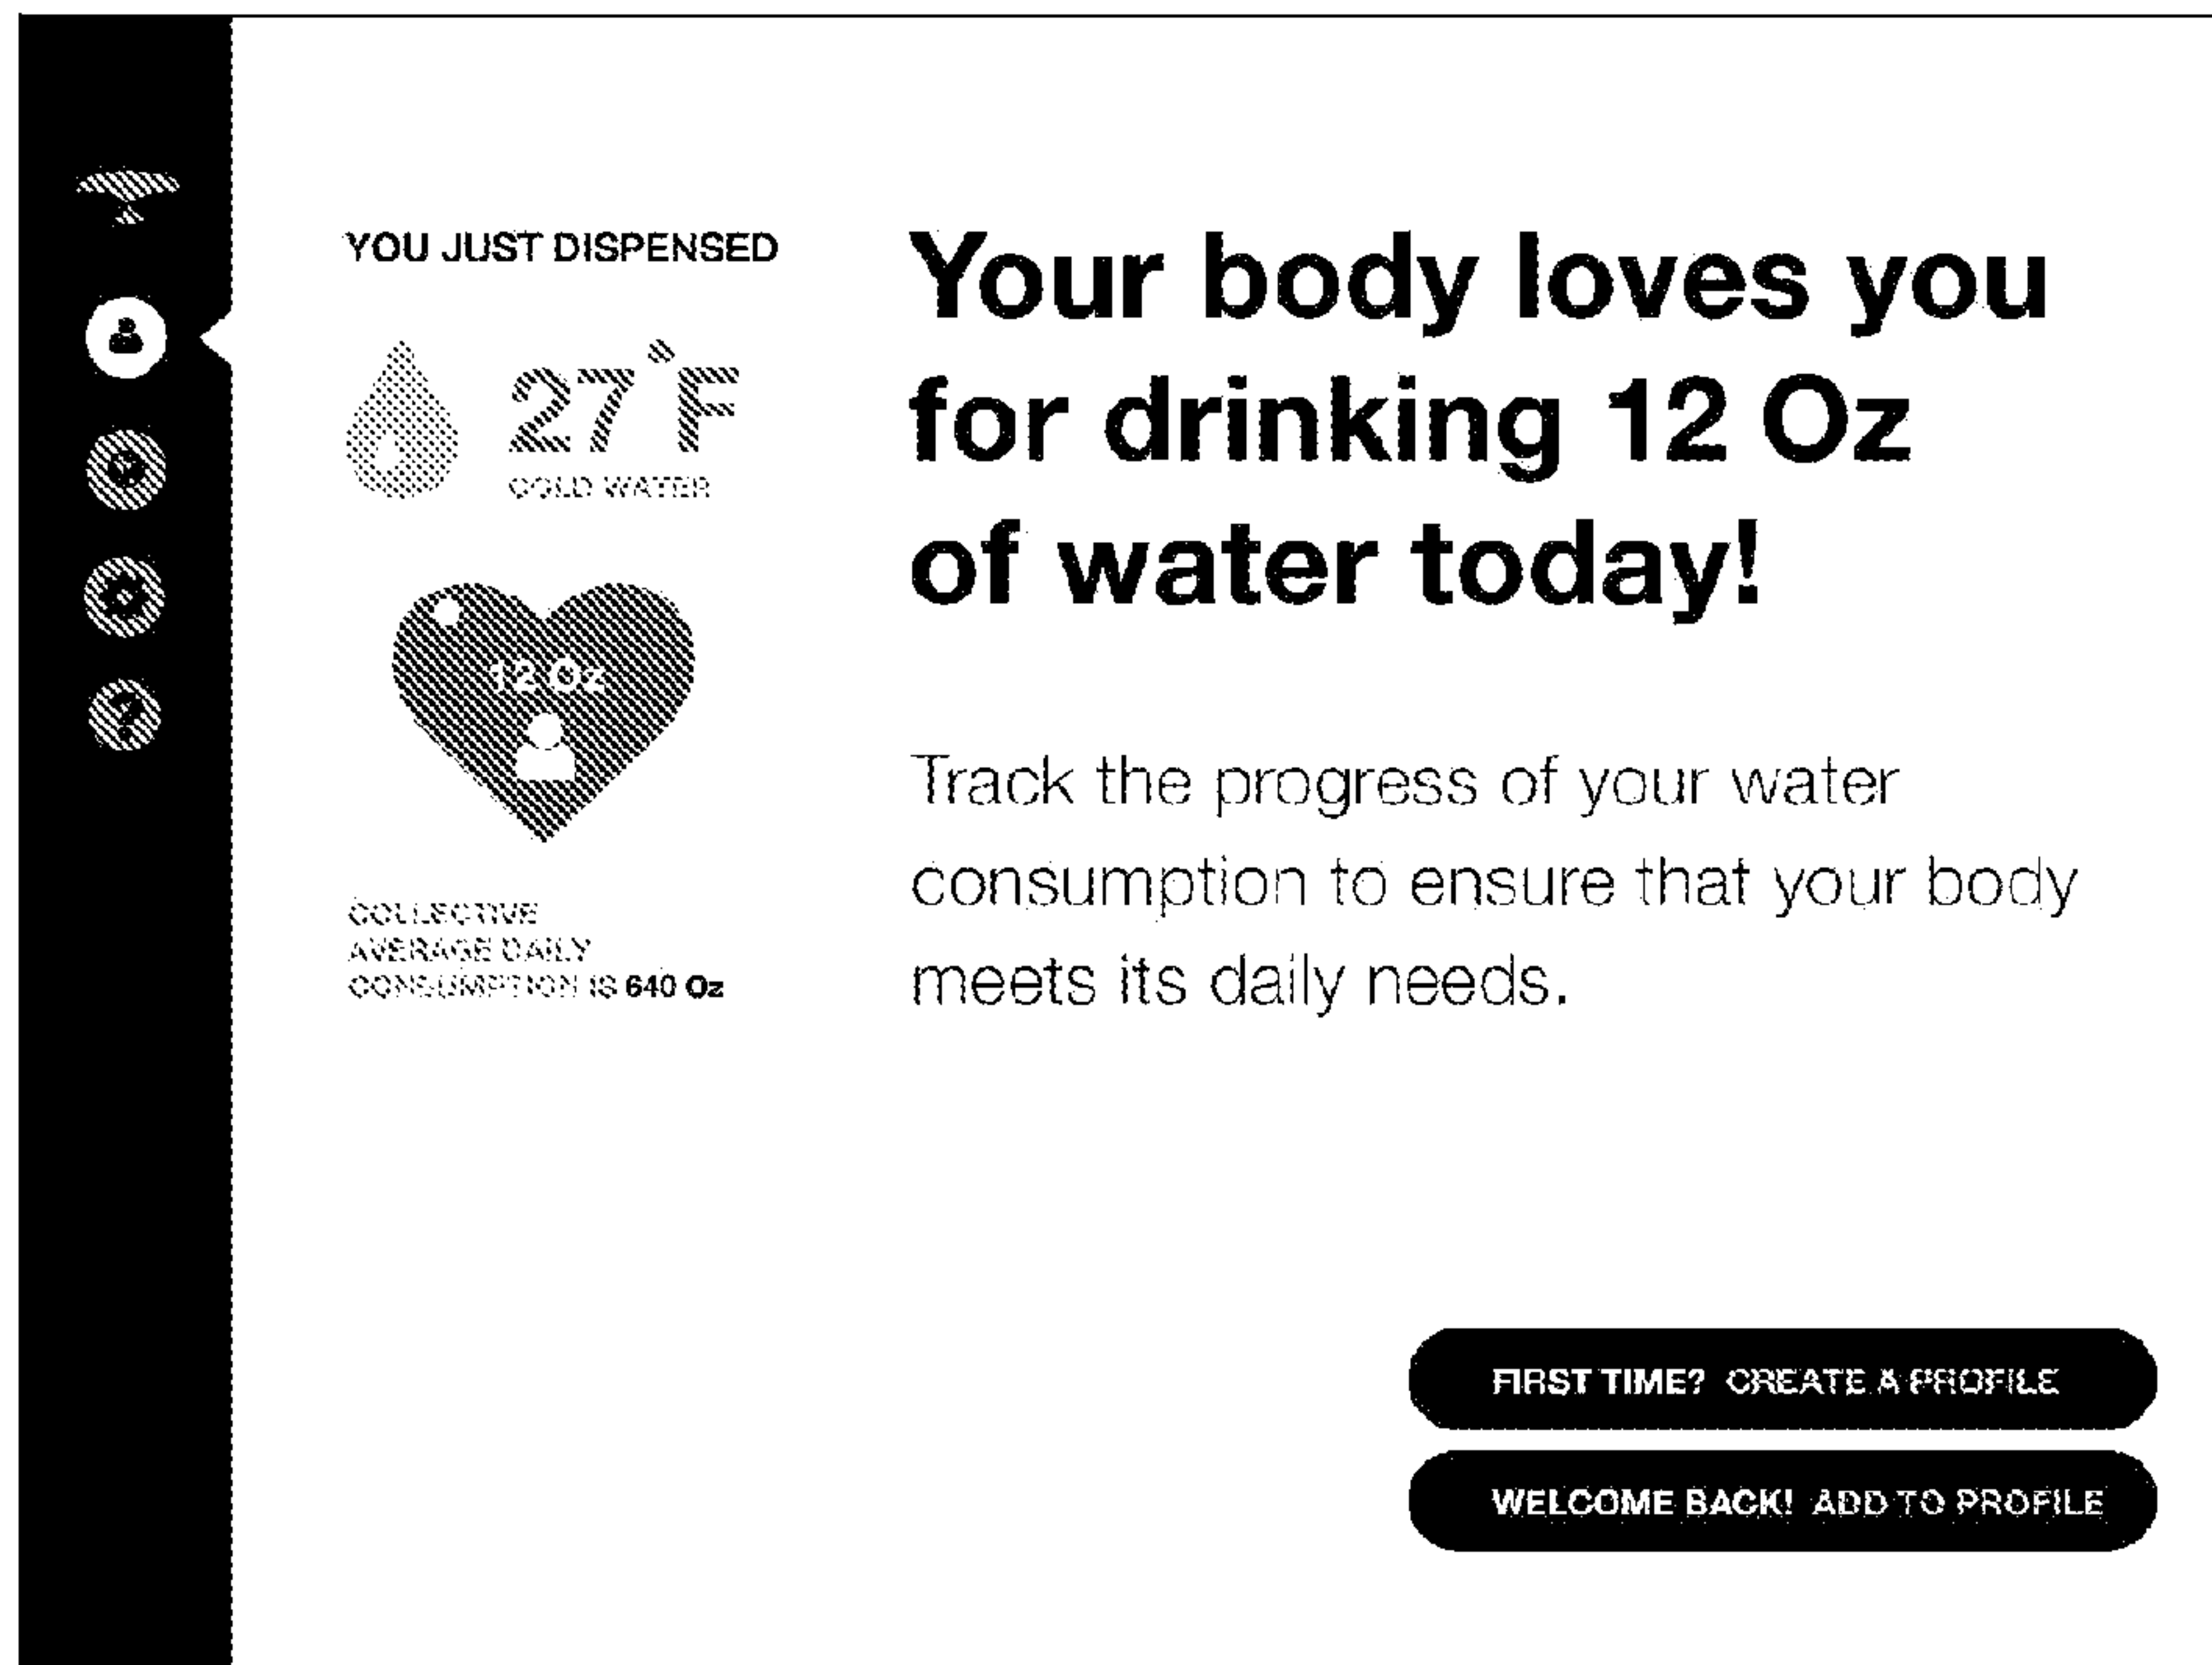 YOU JUST DISPENSED
27°F
COLD WATER
12 Oz
COLLECTIVE
AVERAGE DAILY
CONSUMPTION IS 640 Oz
Your body loves you
for drinking 12 Oz
of water today!
Track the progress of your water
consumption to ensure that your body
meets its daily needs.
FIRST TIME? CREATE A PROFILE
WELCOME BACK! ADD TO PROFILE
?